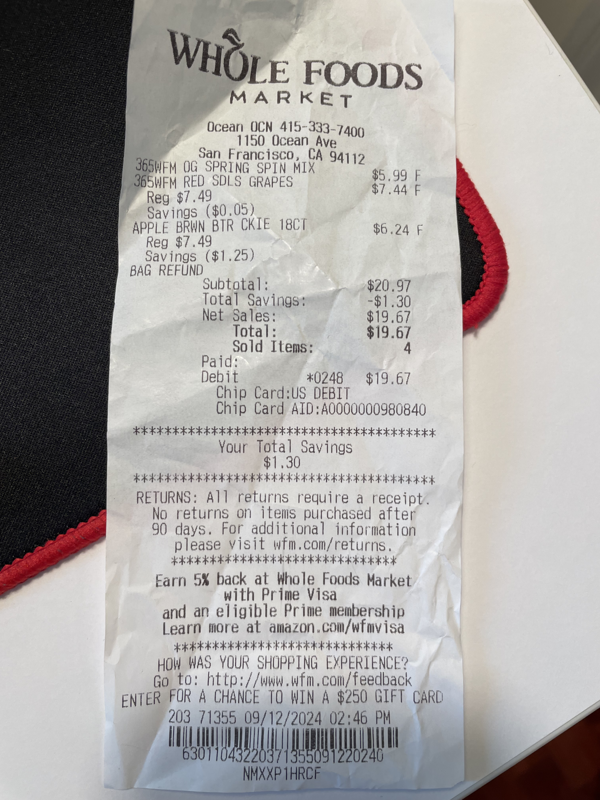 WHOLE FOODS
MARKET
Ocean OCN 415-333-7400
1150 Ocean Ave
San Francisco, CA 94112
365WFM OG SPRING SPIN MIX $5.99 F
365WFM RED SDLS GRAPES $7.44 F
Reg $7.49
Savings ($0.05)
APPLE BRWN BTR CKIE 18CT $6.24 F
Reg $7.49
Savings ($1.25)
BAG REFUND
Subtotal: $20.97
Total Savings: -$1.30
Net Sales: $19.67
Total: $19.67
Sold Items: 4
Paid:
Debit *0248 $19.67
Chip Card:US DEBIT
Chip Card AID:A0000000980840
****************************************
Your Total Savings
$1.30
****************************************
RETURNS: All returns require a receipt.
No returns on items purchased after
90 days. For additional information
please visit wfm.com/returns.
******************************
Earn 5% back at Whole Foods Market
with Prime Visa
and an eligible Prime membership
Learn more at amazon.com/wfmvisa
*****************************
HOW WAS YOUR SHOPPING EXPERIENCE?
Go to: http://www.wfm.com/feedback
ENTER FOR A CHANCE TO WIN A $250 GIFT CARD
203 71355 09/12/2024 02:46 PM
63011043220371355091220240
NMXXP1HRCF